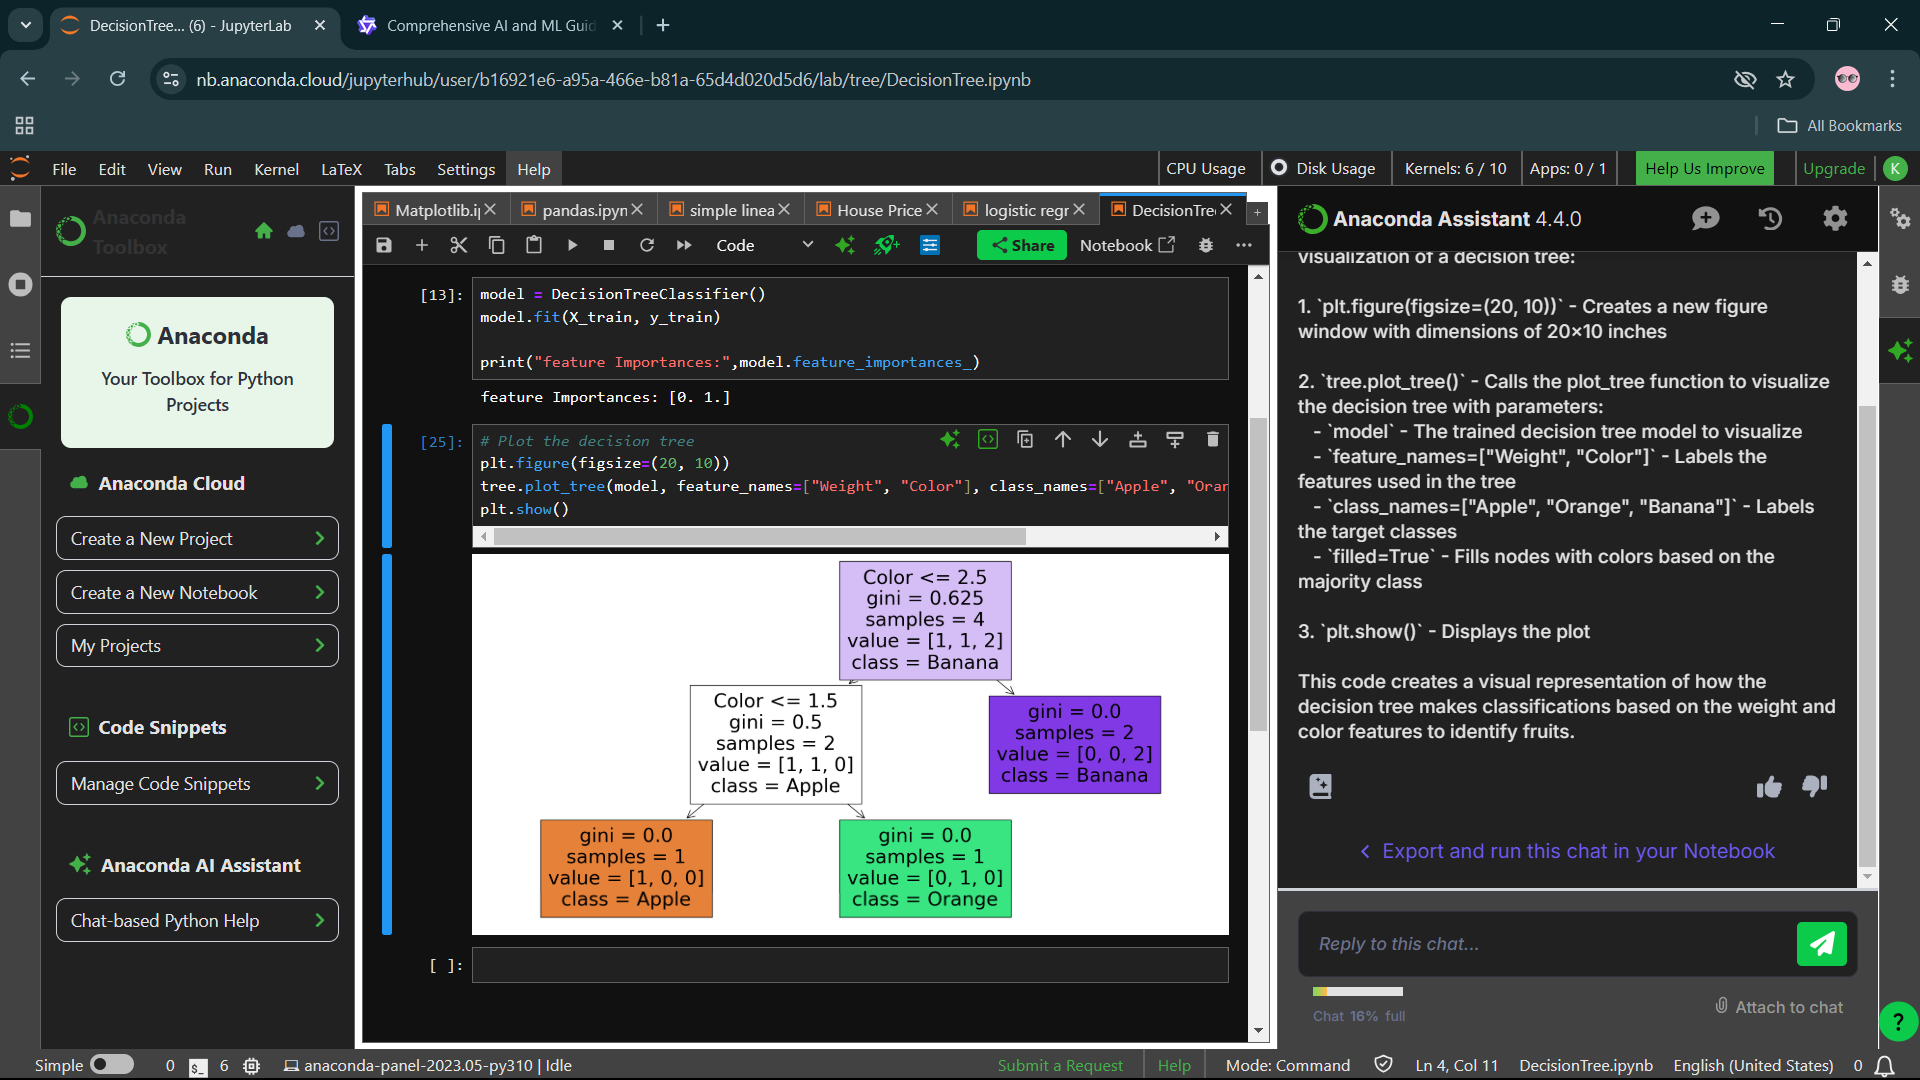 DecisionTree... (6) - JupyterLab
Comprehensive AI and ML Guid
nb.anaconda.cloud/jupyterhub/user/b16921e6-a95a-466e-b81a-65d4d020d5d6/lab/tree/DecisionTree.ipynb
All Bookmarks
File Edit View Run Kernel LaTeX Tabs Settings Help
CPU Usage Disk Usage Kernels: 6 / 10 Apps: 0 / 1 Help Us Improve Upgrade K
Anaconda
Toolbox
Anaconda
Your Toolbox for Python
Projects
Anaconda Cloud
Create a New Project
Create a New Notebook
My Projects
Code Snippets
Manage Code Snippets
Anaconda AI Assistant
Chat-based Python Help
Matplotlib.i pandas.ipyn simple linea House Price logistic regr DecisionTre
Code Share Notebook
[13]: model = DecisionTreeClassifier()
model.fit(X_train, y_train)
print("feature Importances:",model.feature_importances_)
feature Importances: [0. 1.]
[25]: # Plot the decision tree
plt.figure(figsize=(20, 10))
tree.plot_tree(model, feature_names=["Weight", "Color"], class_names=["Apple", "Oran
plt.show()
Color <= 2.5
gini = 0.625
samples = 4
value = [1, 1, 2]
class = Banana
Color <= 1.5
gini = 0.5
samples = 2
value = [1, 1, 0]
class = Apple
gini = 0.0
samples = 2
value = [0, 0, 2]
class = Banana
gini = 0.0
samples = 1
value = [1, 0, 0]
class = Apple
gini = 0.0
samples = 1
value = [0, 1, 0]
class = Orange
[ ]:
Anaconda Assistant 4.4.0
visualization of a decision tree:
1. `plt.figure(figsize=(20, 10))` - Creates a new figure
window with dimensions of 20×10 inches
2. `tree.plot_tree()` - Calls the plot_tree function to visualize
the decision tree with parameters:
- `model` - The trained decision tree model to visualize
- `feature_names=["Weight", "Color"]` - Labels the
features used in the tree
- `class_names=["Apple", "Orange", "Banana"]` - Labels
the target classes
- `filled=True` - Fills nodes with colors based on the
majority class
3. `plt.show()` - Displays the plot
This code creates a visual representation of how the
decision tree makes classifications based on the weight and
color features to identify fruits.
Export and run this chat in your Notebook
Reply to this chat...
Chat 16% full
Attach to chat
?
Simple 0 $_ 6 anaconda-panel-2023.05-py310 | Idle
Submit a Request Help Mode: Command Ln 4, Col 11 DecisionTree.ipynb English (United States) 0